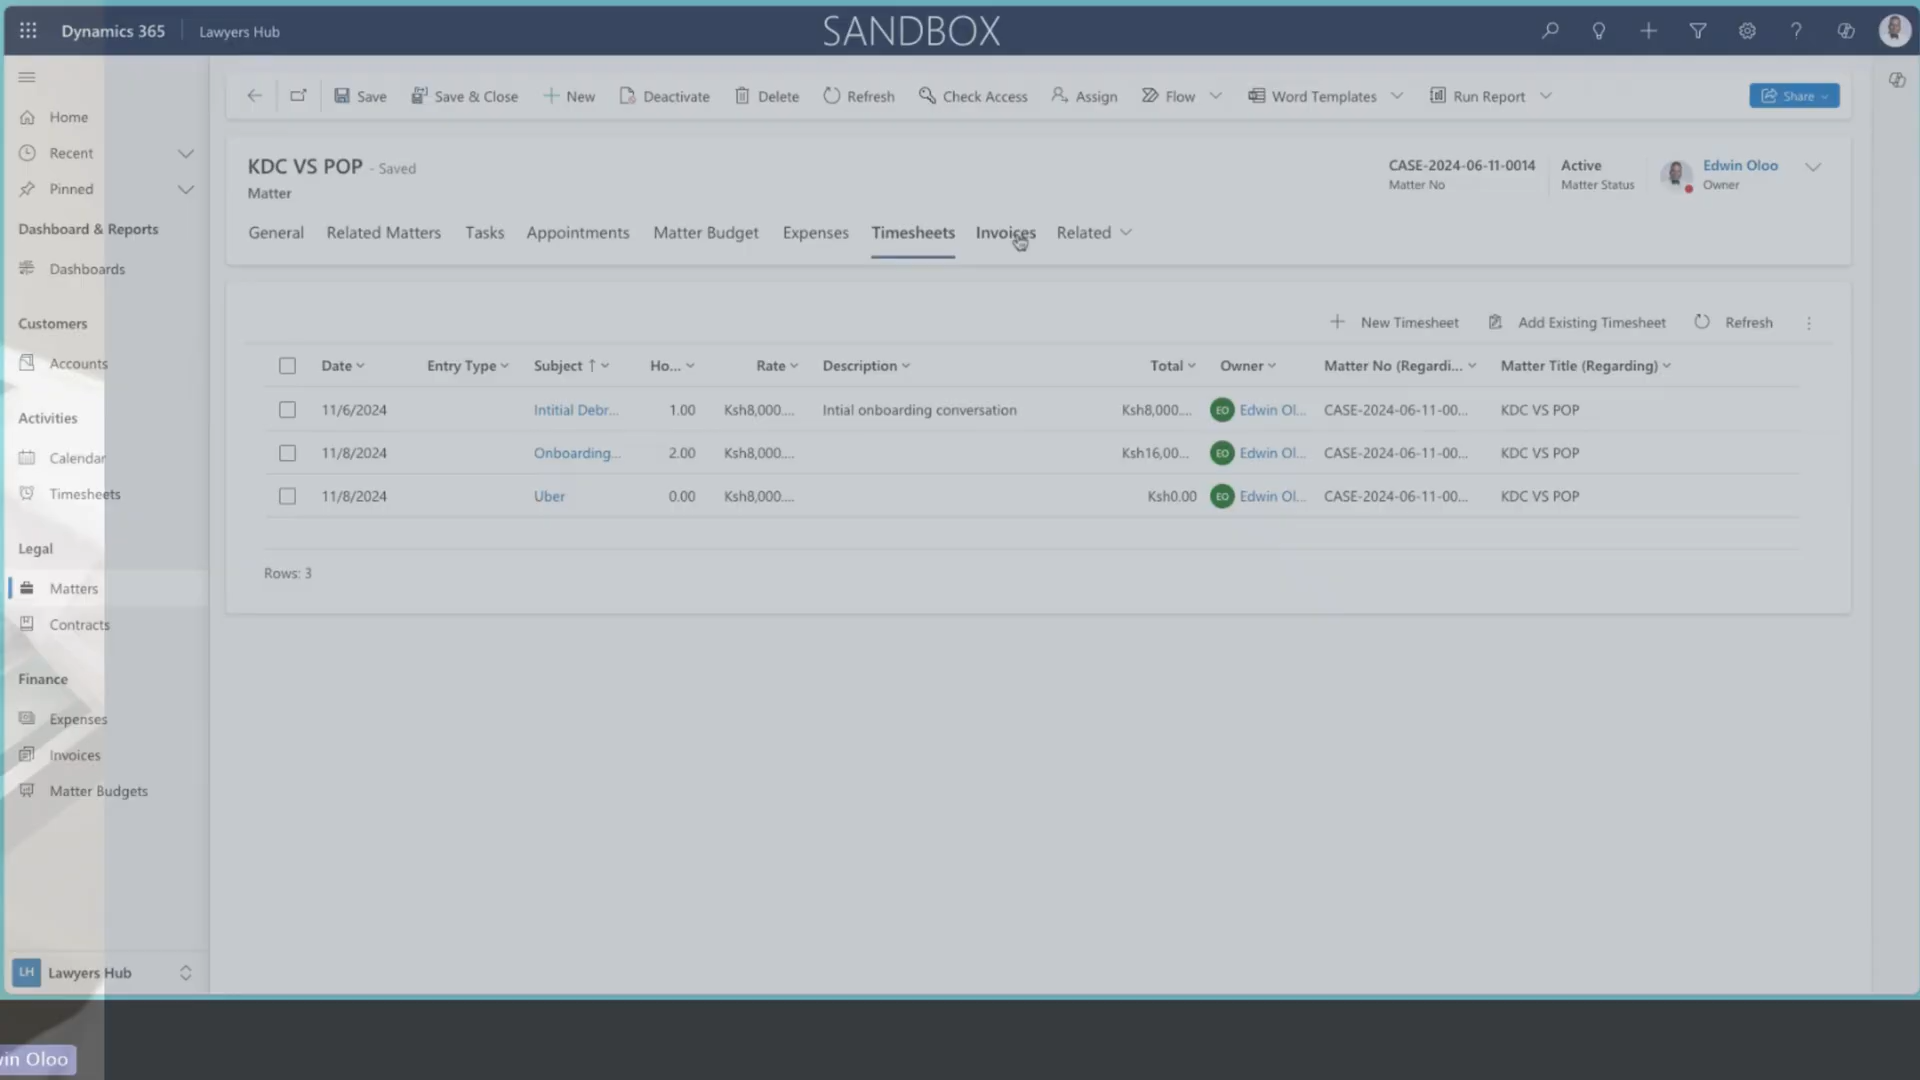 Dynamics 365
Lawyers Hub
SANDBOX
Save
Save & Close
New
Deactivate
Delete
Refresh
Check Access
Assign
Flow
Word Templates
Run Report
Share
Home
Recent
Pinned
Dashboard & Reports
Dashboards
Customers
Accounts
Activities
Calendar
Timesheets
Legal
Matters
Contracts
Finance
Expenses
Invoices
Matter Budgets
LH Lawyers Hub
KDC VS POP - Saved
Matter
CASE-2024-06-11-0014
Matter No
Active
Matter Status
Edwin Oloo
Owner
General Related Matters Tasks Appointments Matter Budget Expenses Timesheets Invoices Related
New Timesheet Add Existing Timesheet Refresh
Date Entry Type Subject ↑ Ho... Rate Description Total Owner Matter No (Regardi... Matter Title (Regarding)
11/6/2024 Intitial Debr... 1.00 Ksh8,000.... Intial onboarding conversation Ksh8,000.... EO Edwin Ol... CASE-2024-06-11-00... KDC VS POP
11/8/2024 Onboarding... 2.00 Ksh8,000.... Ksh16,00... EO Edwin Ol... CASE-2024-06-11-00... KDC VS POP
11/8/2024 Uber 0.00 Ksh8,000.... Ksh0.00 EO Edwin Ol... CASE-2024-06-11-00... KDC VS POP
Rows: 3
win Oloo